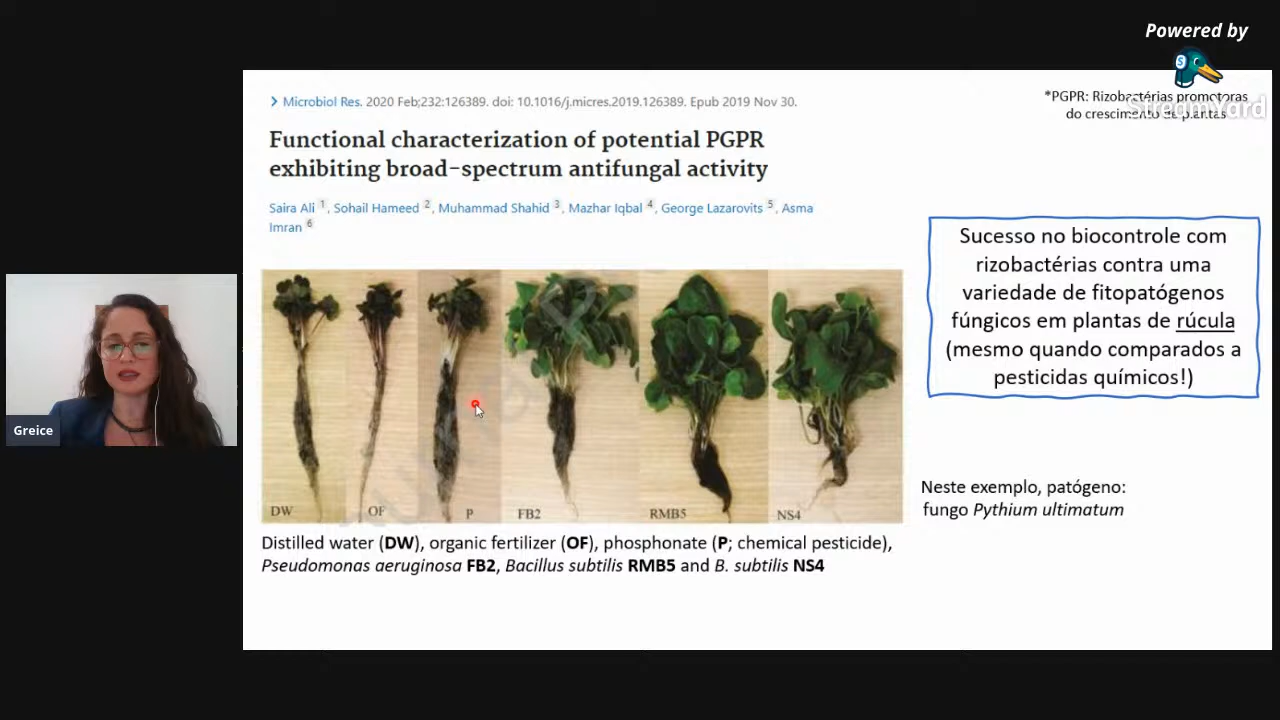 Powered by
StreamYard
*PGPR: Rizobactérias promotoras
do crescimento de plantas
> Microbiol Res. 2020 Feb;232:126389. doi: 10.1016/j.micres.2019.126389. Epub 2019 Nov 30.
Functional characterization of potential PGPR
exhibiting broad-spectrum antifungal activity
Saira Ali 1, Sohail Hameed 2, Muhammad Shahid 3, Mazhar Iqbal 4, George Lazarovits 5, Asma
Imran 6
Sucesso no biocontrole com
rizobactérias contra uma
variedade de fitopatógenos
fúngicos em plantas de rúcula
(mesmo quando comparados a
pesticidas químicos!)
Greice
DW OF P FB2 RMB5 NS4
Neste exemplo, patógeno:
fungo Pythium ultimatum
Distilled water (DW), organic fertilizer (OF), phosphonate (P; chemical pesticide),
Pseudomonas aeruginosa FB2, Bacillus subtilis RMB5 and B. subtilis NS4